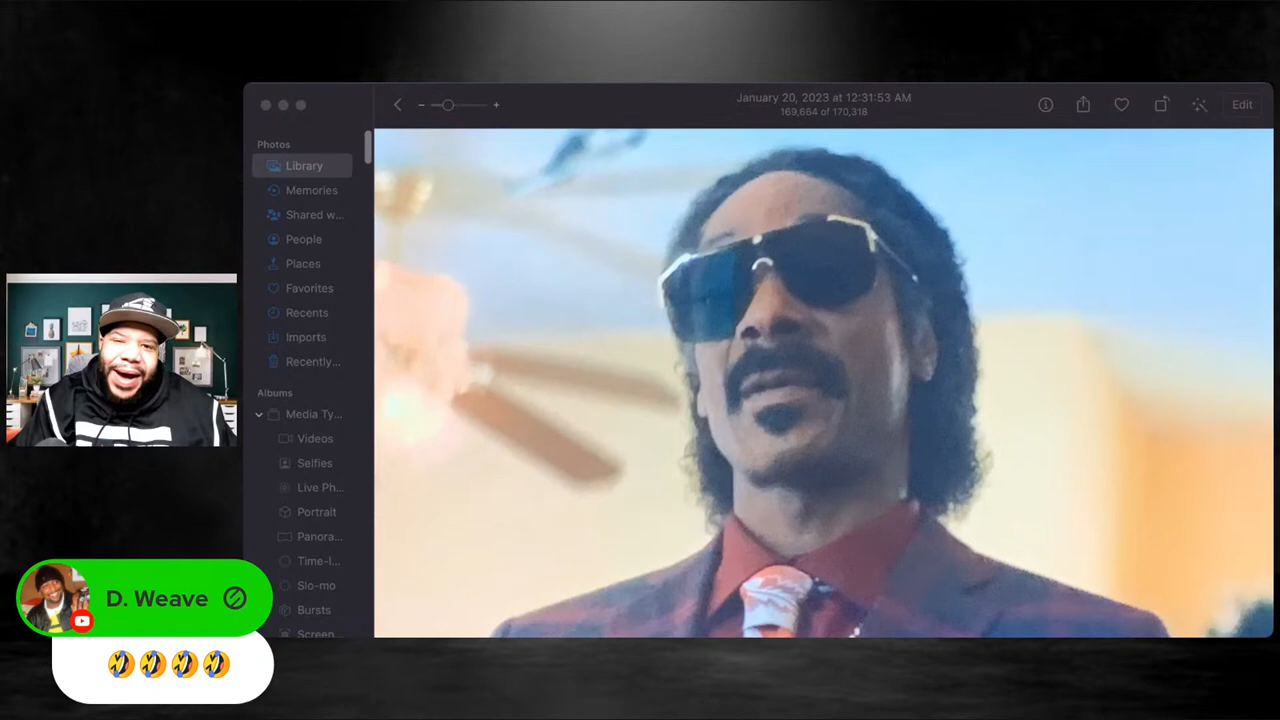 January 20, 2023 at 12:31:53 AM
169,664 of 170,318
Edit
Photos
Library
Memories
Shared w...
People
Places
Favorites
Recents
Imports
Recently...
Albums
Media Ty...
Videos
Selfies
Live Ph...
Portrait
Panora...
Time-l...
Slo-mo
Bursts
Screen
D. Weave